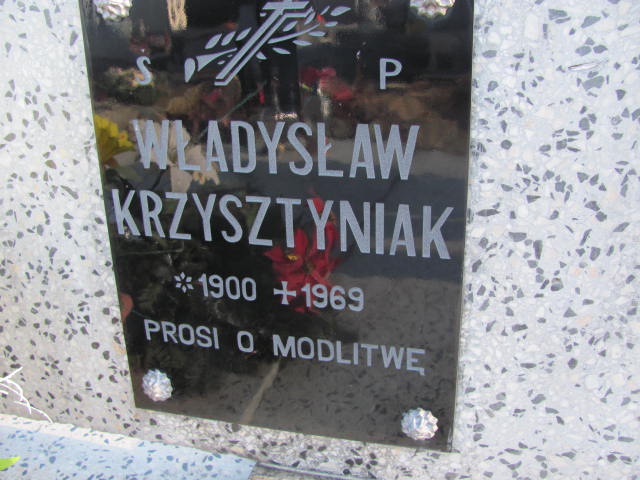 S P
WŁADYSŁAW
KRZYSZTYNIAK
* 1900 + 1969
PROSI O MODLITWĘ